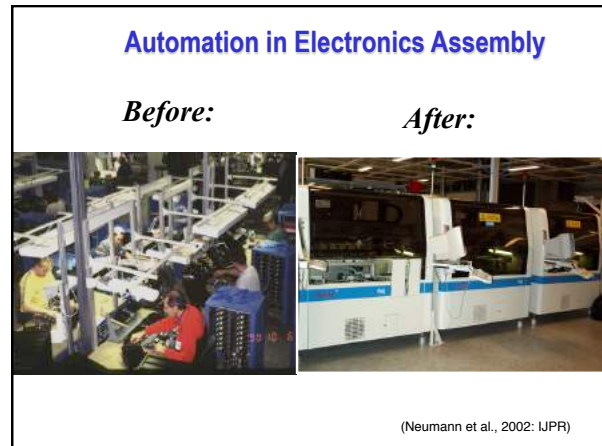 Automation in Electronics Assembly
Before:
After:
(Neumann et al., 2002: IJPR)